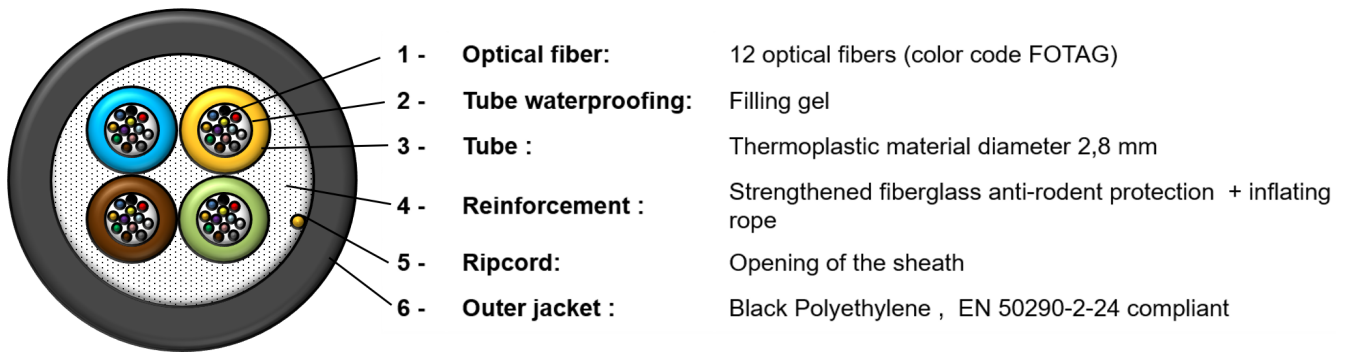 1 - Optical fiber: 12 optical fibers (color code FOTAG)
2 - Tube waterproofing: Filling gel
3 - Tube : Thermoplastic material diameter 2,8 mm
4 - Reinforcement : Strengthened fiberglass anti-rodent protection + inflating
rope
5 - Ripcord: Opening of the sheath
6 - Outer jacket : Black Polyethylene , EN 50290-2-24 compliant